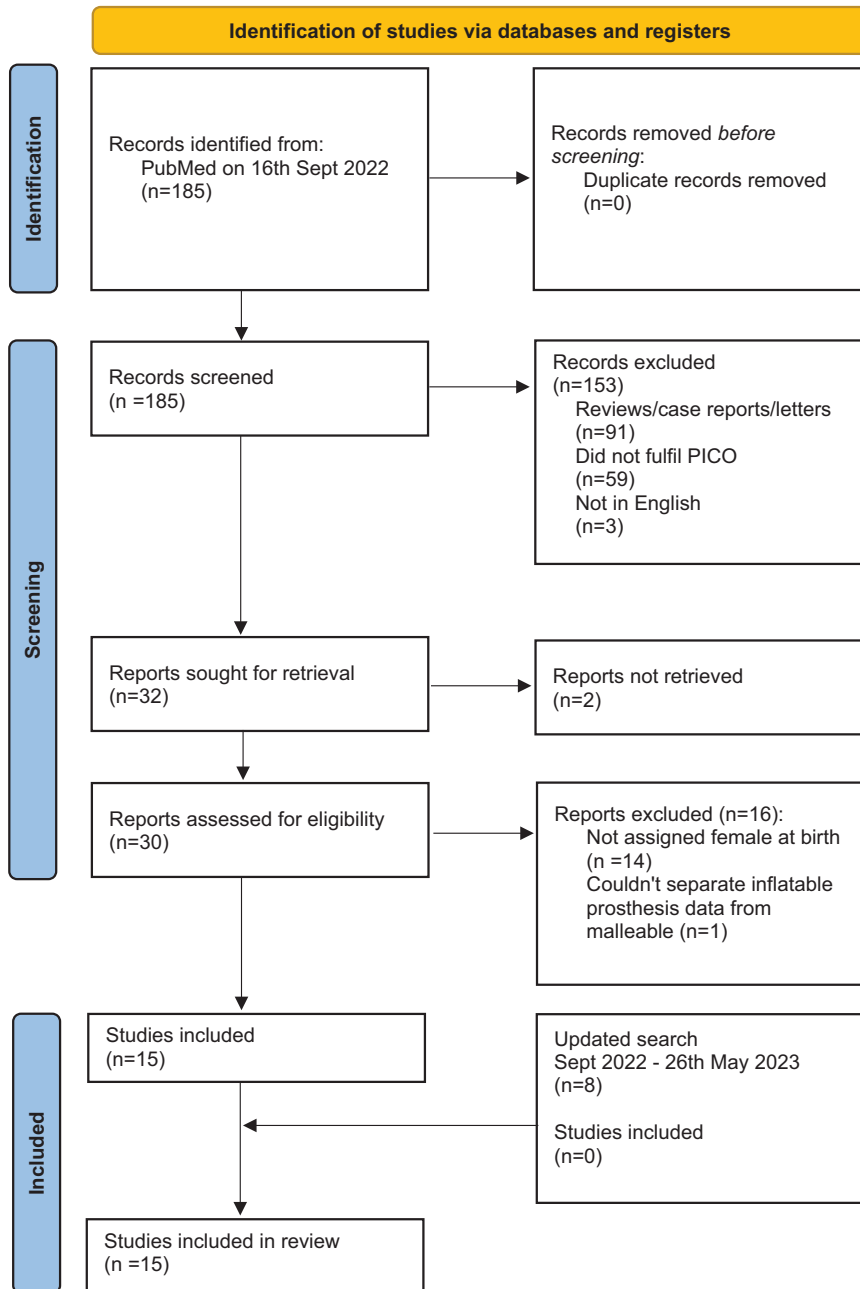 Identification of studies via databases and registers
Identification
Records identified from:
PubMed on 16th Sept 2022
(n=185)
Records removed before
screening:
Duplicate records removed
(n=0)
Screening
Records screened
(n =185)
Records excluded
(n=153)
Reviews/case reports/letters
(n=91)
Did not fulfil PICO
(n=59)
Not in English
(n=3)
Reports sought for retrieval
(n=32)
Reports not retrieved
(n=2)
Reports assessed for eligibility
(n=30)
Reports excluded (n=16):
Not assigned female at birth
(n =14)
Couldn't separate inflatable
prosthesis data from
malleable (n=1)
Included
Studies included
(n=15)
Updated search
Sept 2022 - 26th May 2023
(n=8)
Studies included
(n=0)
Studies included in review
(n =15)